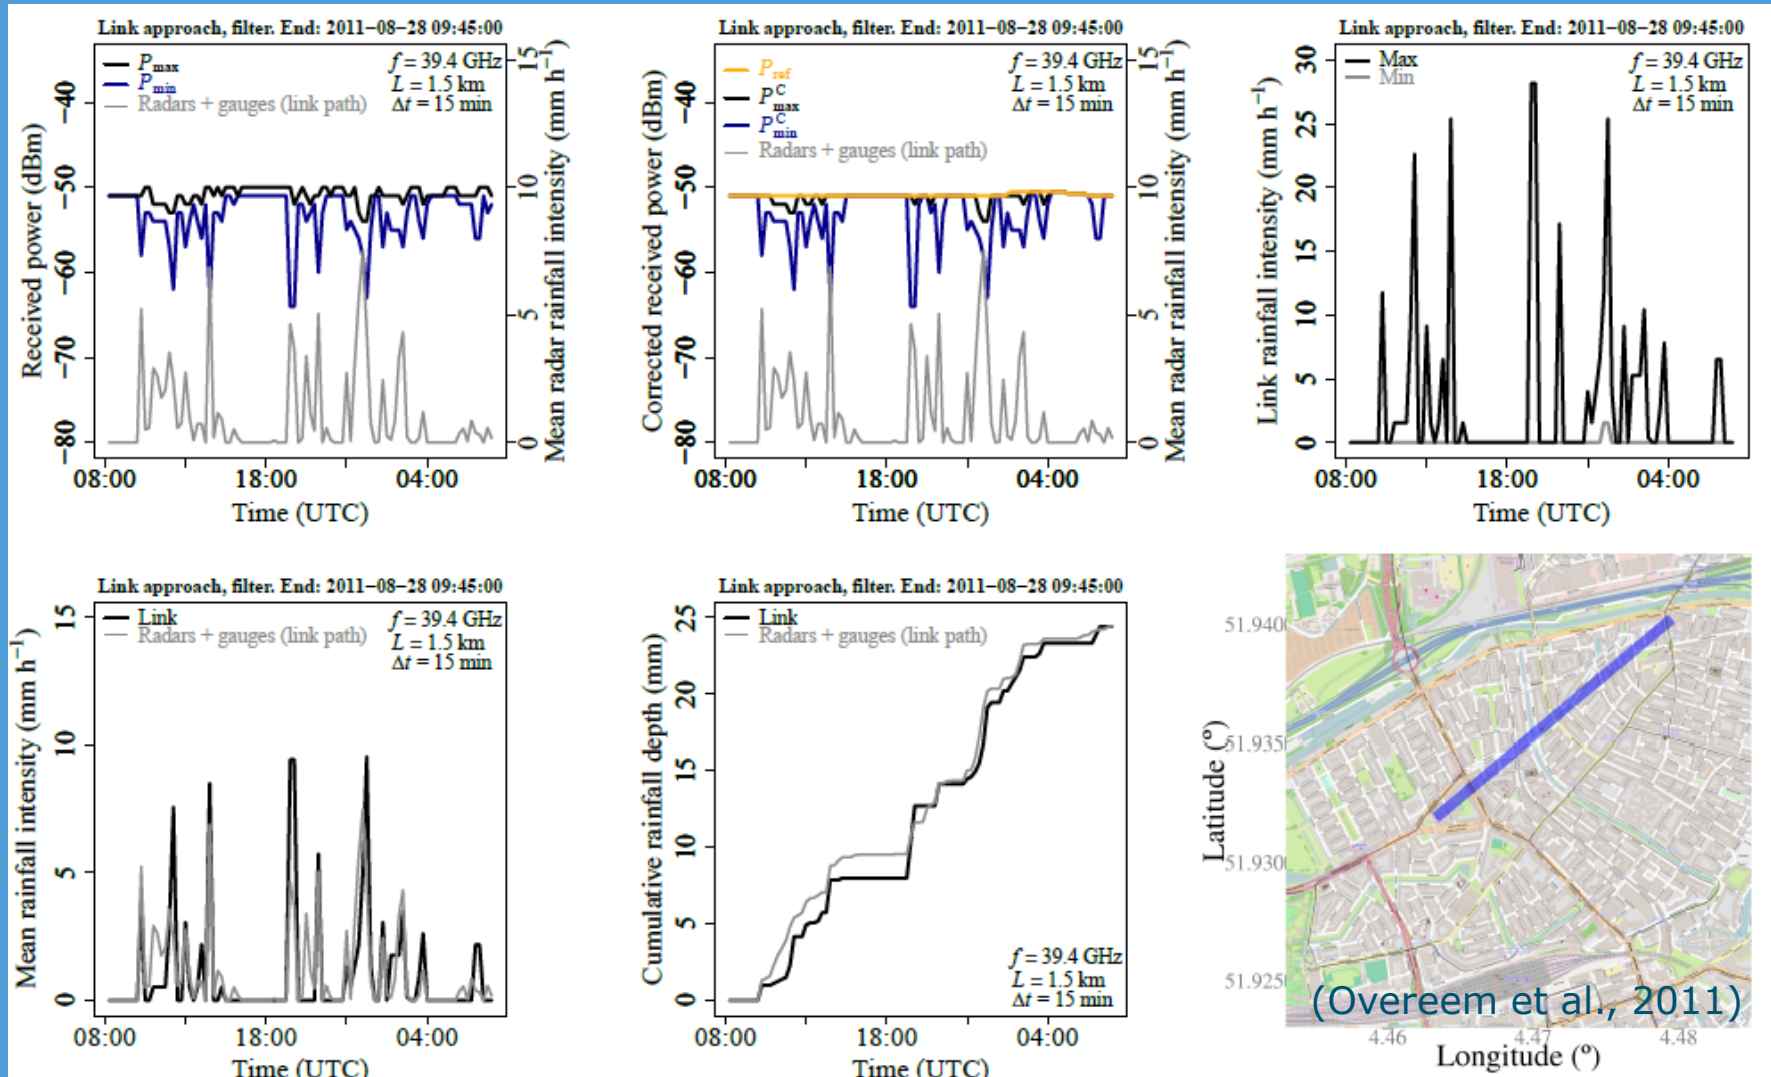 Link approach, filter. End: 2011−08−28 09:45:00
Pmax
Pmin
Radars + gauges (link path)
f = 39.4 GHz
L = 1.5 km
Δt = 15 min
Received power (dBm)
−40
−50
−60
−70
−80
Mean radar rainfall intensity (mm h−1)
15
10
5
0
08:00 18:00 04:00
Time (UTC)
Link approach, filter. End: 2011−08−28 09:45:00
Pref
PCmax
PCmin
Radars + gauges (link path)
f = 39.4 GHz
L = 1.5 km
Δt = 15 min
Corrected received power (dBm)
−40
−50
−60
−70
−80
Mean radar rainfall intensity (mm h−1)
15
10
5
0
08:00 18:00 04:00
Time (UTC)
Link approach, filter. End: 2011−08−28 09:45:00
Max
Min
f = 39.4 GHz
L = 1.5 km
Δt = 15 min
Link rainfall intensity (mm h−1)
30
25
20
15
10
5
0
08:00 18:00 04:00
Time (UTC)
Link approach, filter. End: 2011−08−28 09:45:00
Link
Radars + gauges (link path)
f = 39.4 GHz
L = 1.5 km
Δt = 15 min
Mean rainfall intensity (mm h−1)
15
10
5
0
08:00 18:00 04:00
Time (UTC)
Link approach, filter. End: 2011−08−28 09:45:00
Link
Radars + gauges (link path)
Cumulative rainfall depth (mm)
25
20
15
10
5
0
f = 39.4 GHz
L = 1.5 km
Δt = 15 min
08:00 18:00 04:00
Time (UTC)
Latitude (º)
51.940
51.935
51.930
51.925
(Overeem et al., 2011)
4.46 4.47 4.48
Longitude (º)